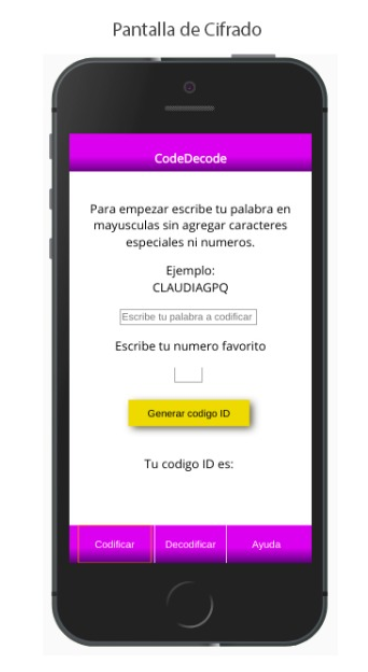 Pantalla de Cifrado
CodeDecode
Para empezar escribe tu palabra en
mayusculas sin agregar caracteres
especiales ni numeros.
Ejemplo:
CLAUDIAGPQ
Escribe tu palabra a codificar
Escribe tu numero favorito
Generar codigo ID
Tu codigo ID es:
Codificar Decodificar Ayuda